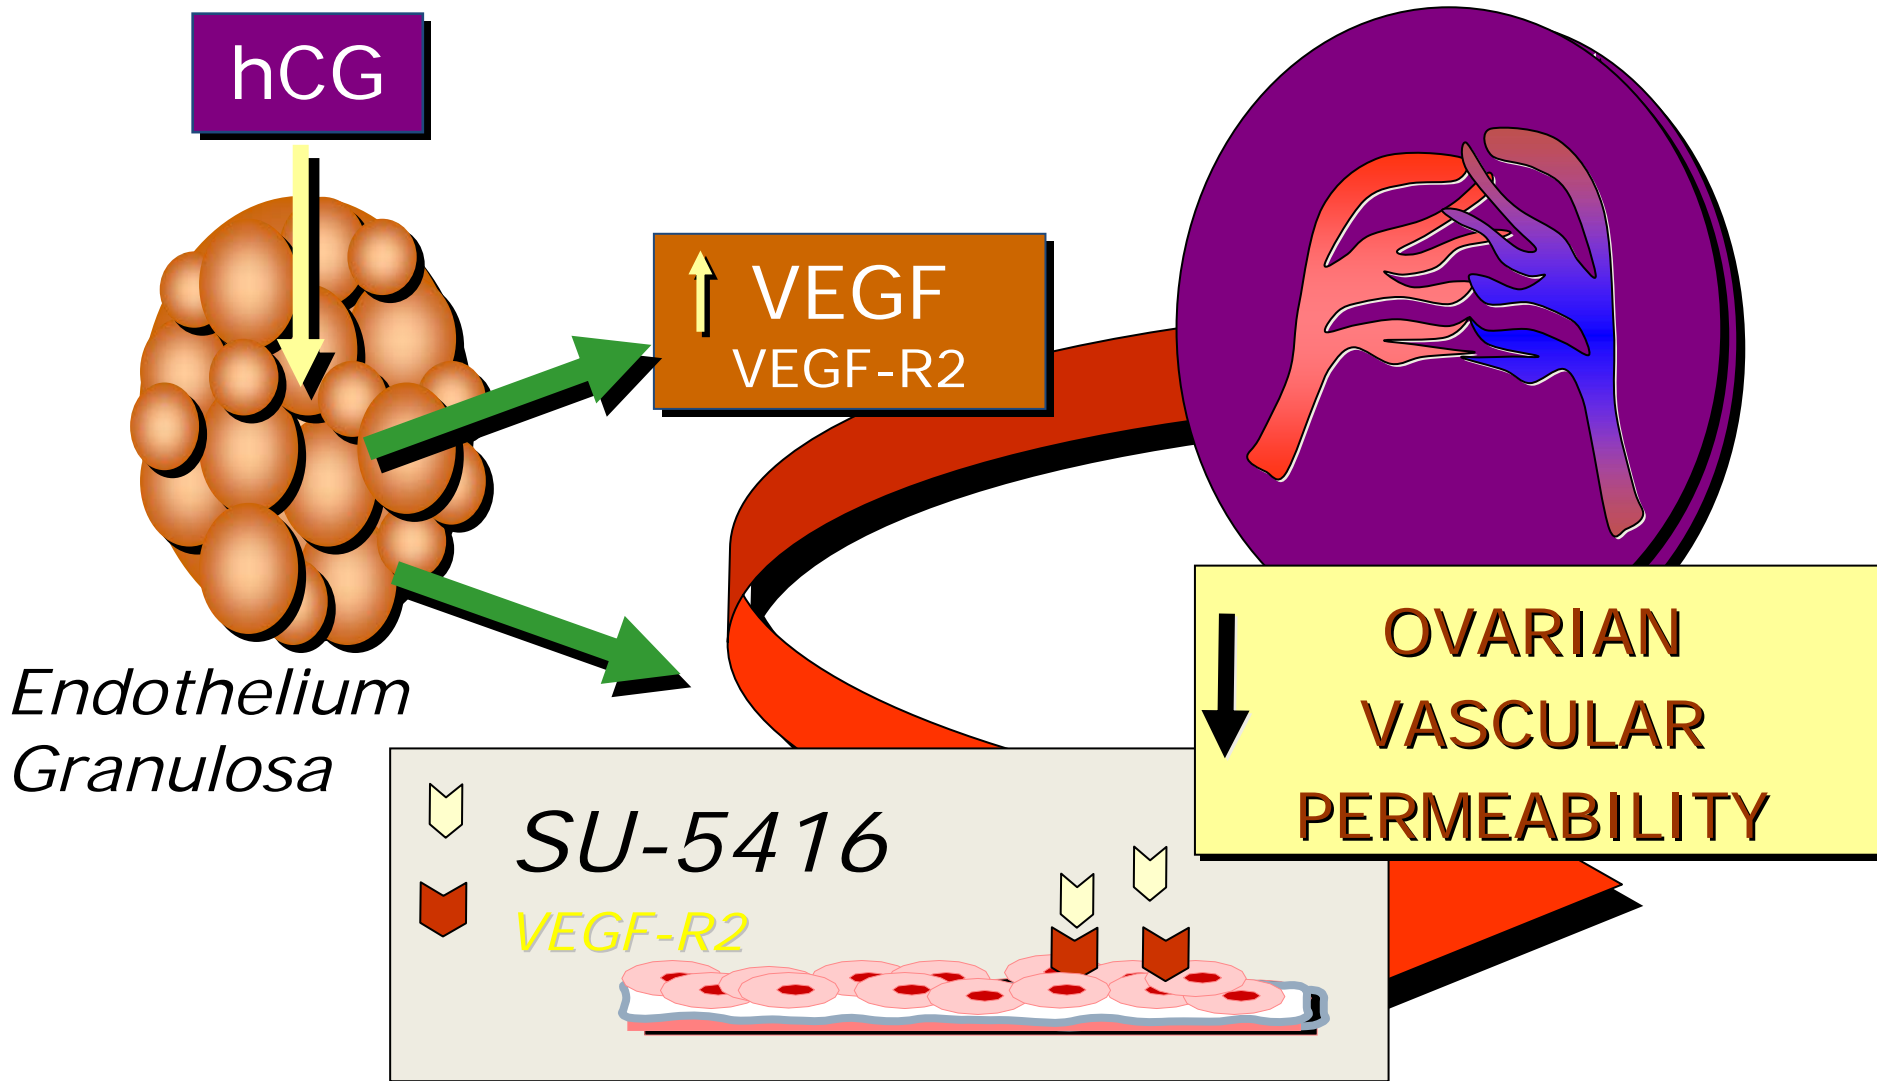 hCG
VEGF
VEGF-R2
Endothelium
Granulosa
OVARIAN
VASCULAR
PERMEABILITY
SU-5416
VEGF-R2